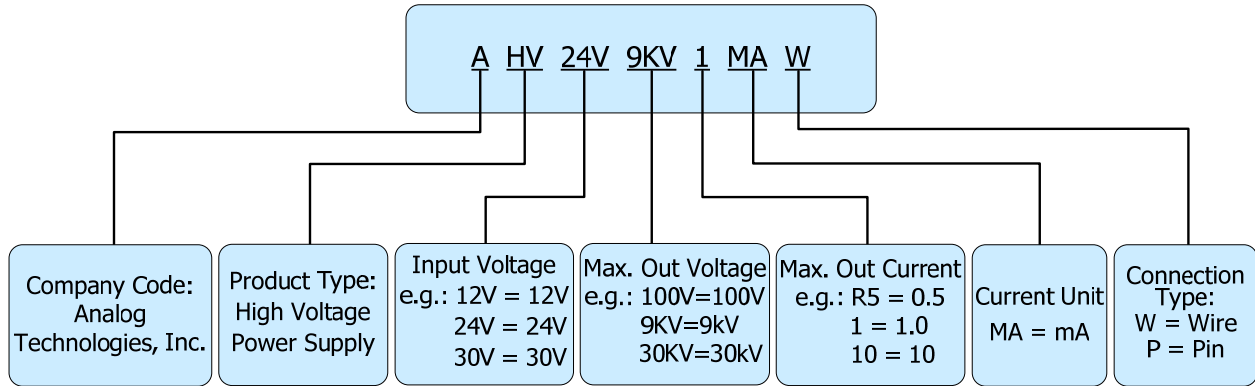 A HV 24V 9KV 1 MA W
Company Code:
Analog
Technologies, Inc.
Product Type:
High Voltage
Power Supply
Input Voltage
e.g.: 12V = 12V
24V = 24V
30V = 30V
Max. Out Voltage
e.g.: 100V=100V
9KV=9kV
30KV=30kV
Max. Out Current
e.g.: R5 = 0.5
1 = 1.0
10 = 10
Current Unit
MA = mA
Connection
Type:
W = Wire
P = Pin